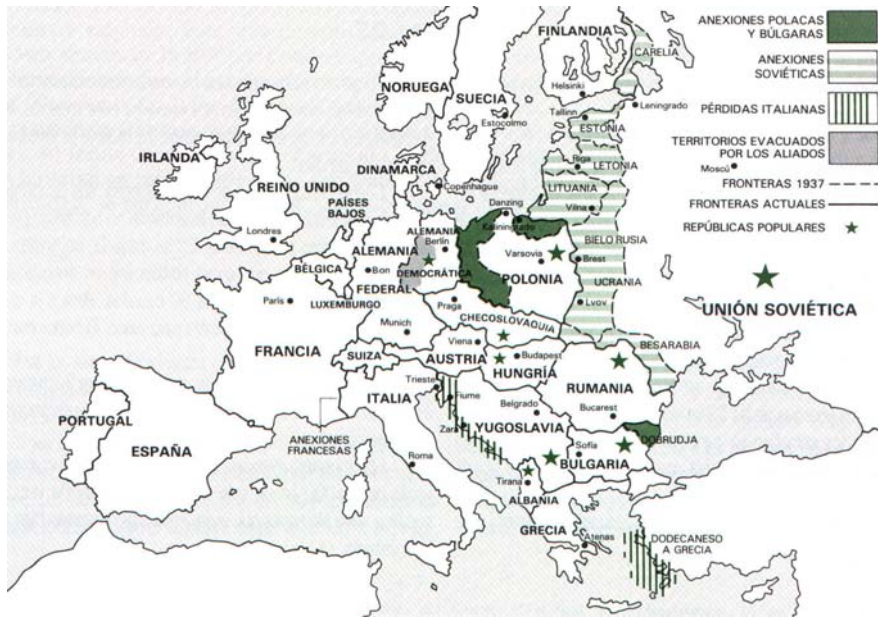 ANEXIONES POLACAS
Y BÚLGARAS
ANEXIONES
SOVIÉTICAS
PÉRDIDAS ITALIANAS
TERRITORIOS EVACUADOS
POR LOS ALIADOS
Moscú
FRONTERAS 1937
FRONTERAS ACTUALES
REPÚBLICAS POPULARES
FINLANDIA
CARELIA
NORUEGA
SUECIA
Helsinki
Leningrado
Tallinn
Estocolmo
ESTONIA
IRLANDA
Riga
LETONIA
DINAMARCA
REINO UNIDO
Copenhague
LITUANIA
PAÍSES
BAJOS
Danzing
Vilna
Kaliningrado
Londres
ALEMANIA
Berlín
DEMOCRÁTICA
ALEMANIA
FEDERAL
Bon
BIELO RUSIA
Varsovia
Brest
POLONIA
BÉLGICA
UCRANIA
París
LUXEMBURGO
Praga
Lvov
UNIÓN SOVIÉTICA
CHECOSLOVAQUIA
Munich
Viena
BESARABIA
FRANCIA
SUIZA
AUSTRIA
Budapest
HUNGRÍA
RUMANIA
Trieste
ITALIA
Fiume
Belgrado
Bucarest
PORTUGAL
ESPAÑA
ANEXIONES
FRANCESAS
Zara
YUGOSLAVIA
Sofía
DOBRUDJA
BULGARIA
Roma
Tirana
ALBANIA
GRECIA
Atenas
DODECANESO
A GRECIA